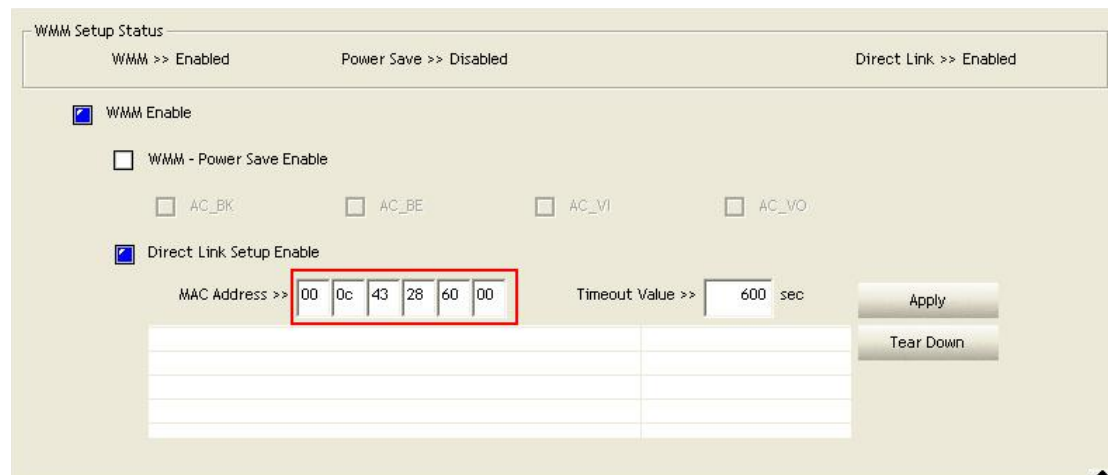 WMM Setup Status
WMM >> Enabled Power Save >> Disabled Direct Link >> Enabled
WMM Enable
WMM - Power Save Enable
AC_BK AC_BE AC_VI AC_VO
Direct Link Setup Enable
MAC Address >> 00 0c 43 28 60 00 Timeout Value >> 600 sec Apply
Tear Down